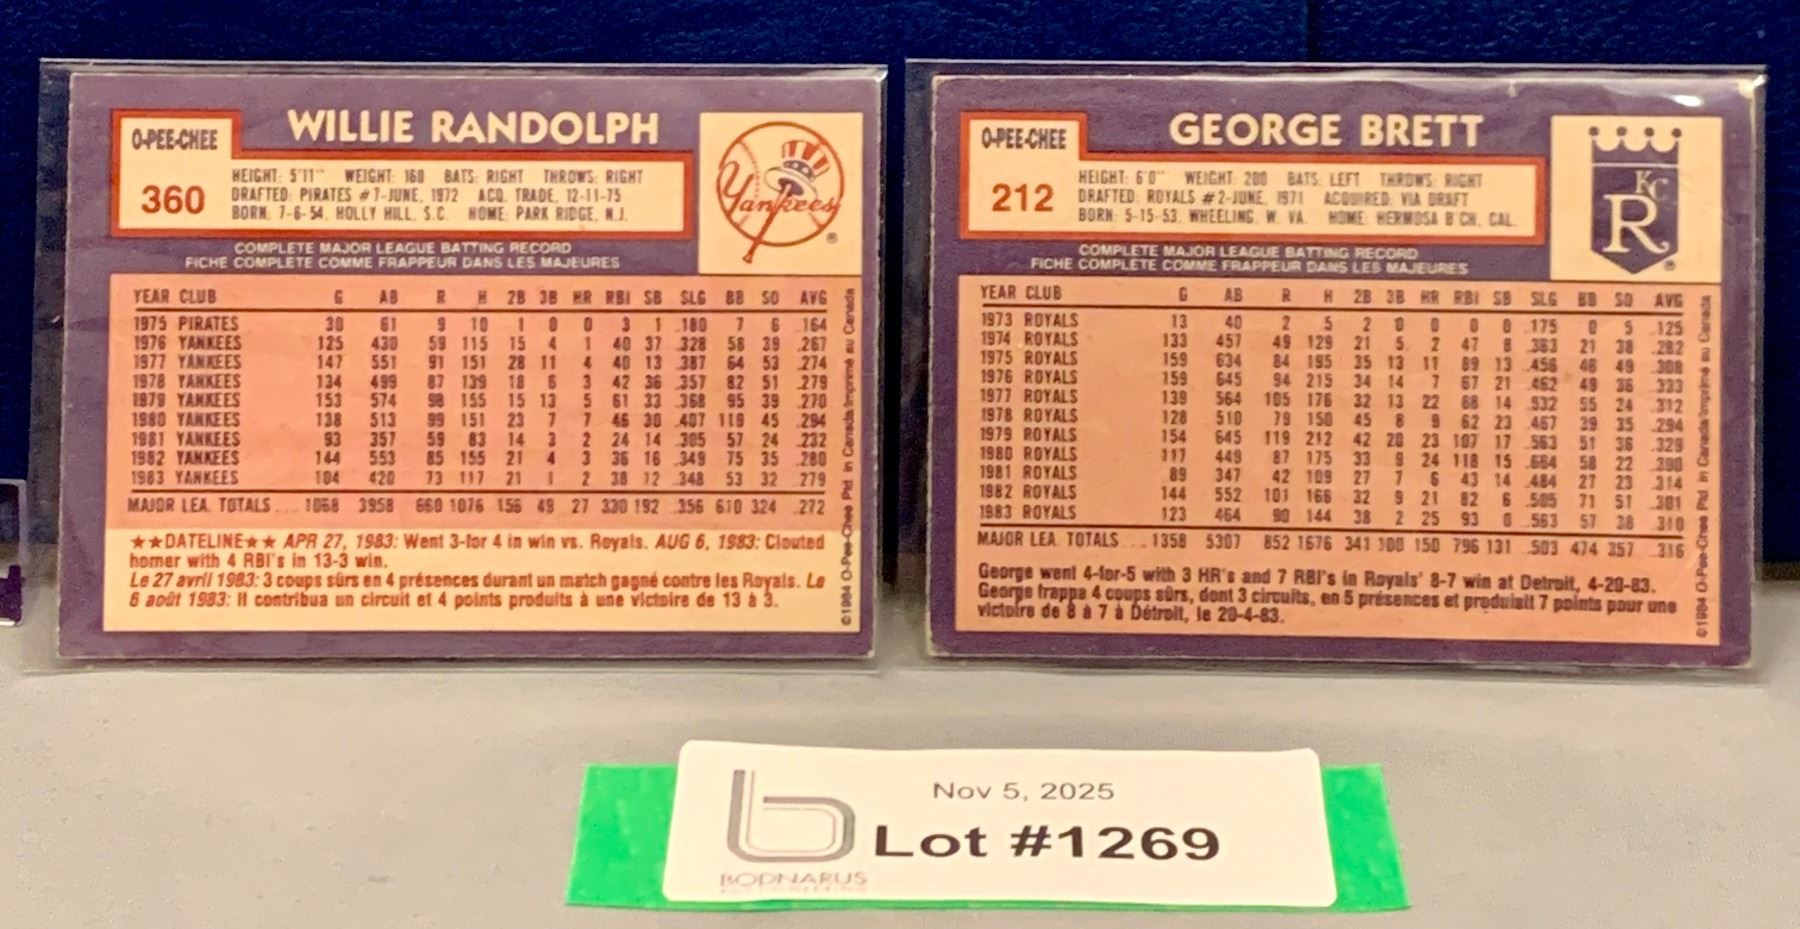 O-PEE-CHEE
360
WILLIE RANDOLPH
HEIGHT: 5'11" WEIGHT: 160 BATS: RIGHT THROWS: RIGHT
DRAFTED: PIRATES #7-JUNE, 1972 ACQ. TRADE, 12-11-75
BORN: 7-6-54, HOLLY HILL, S.C. HOME: PARK RIDGE, N.J.
Yankees
COMPLETE MAJOR LEAGUE BATTING RECORD
FICHE COMPLETE COMME FRAPPEUR DANS LES MAJEURES
YEAR CLUB G AB R H 2B 3B HR RBI SB SLG BB SO AVG
1975 PIRATES 30 61 9 10 1 0 0 3 1 .180 7 6 .164
1976 YANKEES 125 430 59 115 15 4 1 40 37 .328 58 39 .267
1977 YANKEES 147 551 91 151 28 11 4 40 13 .387 64 53 .274
1978 YANKEES 134 499 87 139 18 6 3 42 36 .357 82 51 .279
1979 YANKEES 153 574 98 155 15 13 5 61 33 .368 95 39 .270
1980 YANKEES 138 513 99 151 23 7 7 46 30 .407 119 45 .294
1981 YANKEES 93 357 59 83 14 3 2 24 14 .305 57 24 .232
1982 YANKEES 144 553 85 155 21 4 3 36 16 .349 75 35 .280
1983 YANKEES 104 420 73 117 21 1 2 38 12 .348 53 32 .279
MAJOR LEA. TOTALS ... 1068 3958 660 1076 156 49 27 330 192 .356 610 324 .272
★★DATELINE★★ APR 27, 1983: Went 3-for 4 in win vs. Royals. AUG 6, 1983: Clouted
homer with 4 RBI's in 13-3 win.
Le 27 avril 1983: 3 coups sûrs en 4 présences durant un match gagné contre les Royals. Le
6 août 1983: Il contribua un circuit et 4 points produits à une victoire de 13 à 3.
©1984 O-Pee-Chee Ptd. in Canada/Imprimé au Canada
O-PEE-CHEE
212
GEORGE BRETT
HEIGHT: 6'0" WEIGHT: 200 BATS: LEFT THROWS: RIGHT
DRAFTED: ROYALS #2-JUNE, 1971 ACQUIRED: VIA DRAFT
BORN: 5-15-53, WHEELING, W. VA. HOME: HERMOSA B'CH, CAL.
KC
R
COMPLETE MAJOR LEAGUE BATTING RECORD
FICHE COMPLETE COMME FRAPPEUR DANS LES MAJEURES
YEAR CLUB G AB R H 2B 3B HR RBI SB SLG BB SO AVG
1973 ROYALS 13 40 2 5 2 0 0 0 0 .175 0 5 .125
1974 ROYALS 133 457 49 129 21 5 2 47 8 .363 21 38 .282
1975 ROYALS 159 634 84 195 35 13 11 89 13 .456 46 49 .308
1976 ROYALS 159 645 94 215 34 14 7 67 21 .462 49 36 .333
1977 ROYALS 139 564 105 176 32 13 22 88 14 .532 55 24 .312
1978 ROYALS 128 510 79 150 45 8 9 62 23 .467 39 35 .294
1979 ROYALS 154 645 119 212 42 20 23 107 17 .563 51 36 .329
1980 ROYALS 117 449 87 175 33 9 24 118 15 .664 58 22 .390
1981 ROYALS 89 347 42 109 27 7 6 43 14 .484 27 23 .314
1982 ROYALS 144 552 101 166 32 9 21 82 6 .505 71 51 .301
1983 ROYALS 123 464 90 144 38 2 25 93 0 .563 57 38 .310
MAJOR LEA. TOTALS ... 1358 5307 852 1676 341 100 150 796 131 .503 474 357 .316
George went 4-for-5 with 3 HR's and 7 RBI's in Royals' 8-7 win at Detroit, 4-20-83.
George frappa 4 coups sûrs, dont 3 circuits, en 5 présences et produisit 7 points pour une
victoire de 8 à 7 à Détroit, le 20-4-83.
©1984 O-Pee-Chee Ptd. in Canada/Imprimé au Canada
b
Nov 5, 2025
Lot #1269
BODNARUS
AUCTIONEERING